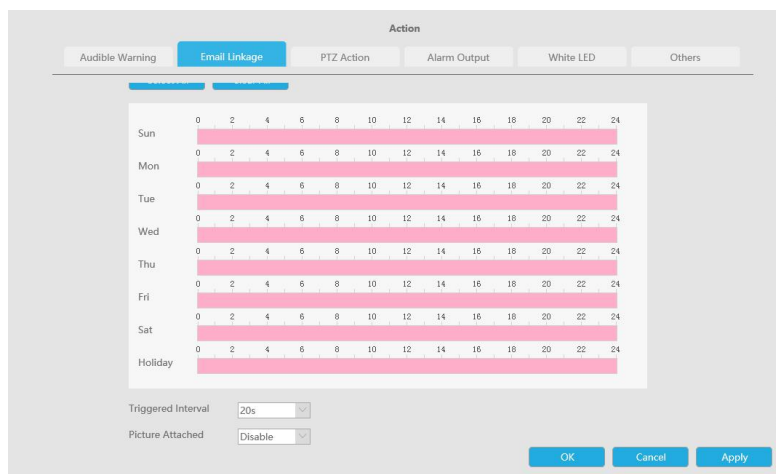 Action
Audible Warning Email Linkage PTZ Action Alarm Output White LED Others
0 2 4 6 8 10 12 14 16 18 20 22 24
Sun
0 2 4 6 8 10 12 14 16 18 20 22 24
Mon
0 2 4 6 8 10 12 14 16 18 20 22 24
Tue
0 2 4 6 8 10 12 14 16 18 20 22 24
Wed
0 2 4 6 8 10 12 14 16 18 20 22 24
Thu
0 2 4 6 8 10 12 14 16 18 20 22 24
Fri
0 2 4 6 8 10 12 14 16 18 20 22 24
Sat
0 2 4 6 8 10 12 14 16 18 20 22 24
Holiday
Triggered Interval 20s
Picture Attached Disable
OK Cancel Apply